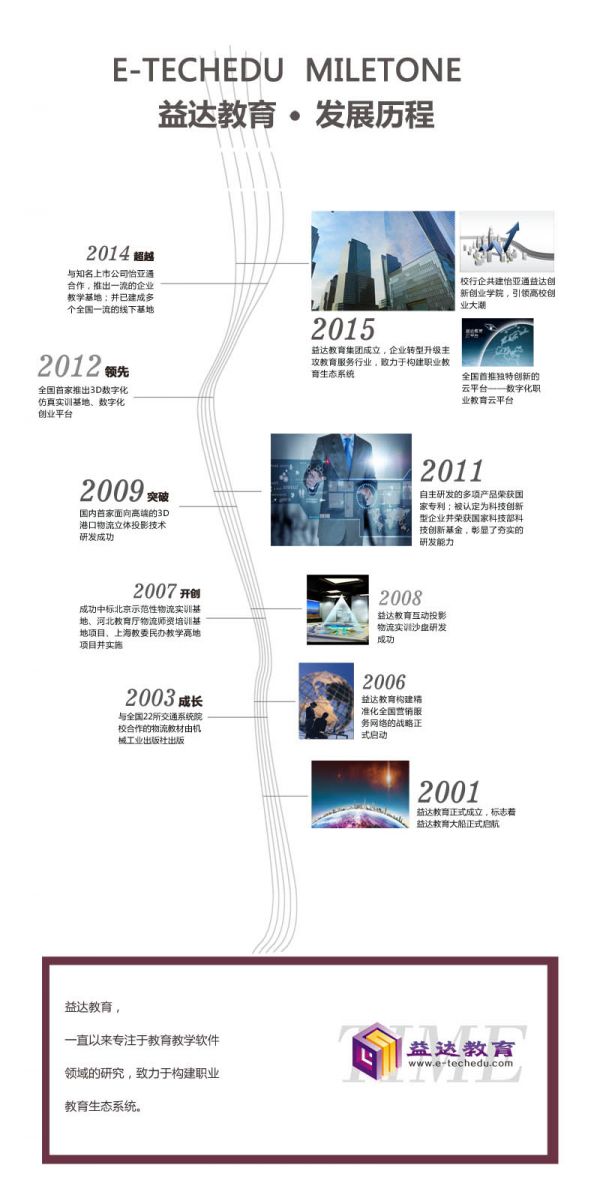 E-TECHEDU MILETONE
益达教育 • 发展历程
2014 超越
与知名上市公司怡亚通
合作，推出一流的企业
教学基地；并已建成多
个全国一流的线下基地
2015
益达教育集团成立，企业转型升级主
攻教育服务行业，致力于构建职业教
育生态系统
校行企共建怡亚通益达创
新创业学院，引领高校创
业大潮
益达教育
云平台
全国首推独特创新的
云平台——数字化职
业教育云平台
2012 领先
全国首家推出3D数字化
仿真实训基地、数字化
创业平台
2011
自主研发的多项产品荣获国
家专利；被认定为科技创新
型企业并荣获国家科技部科
技创新基金，彰显了夯实的
研发能力
2009 突破
国内首家面向高端的3D
港口物流立体投影技术
研发成功
2007 开创
成功中标北京示范性物流实训基
地、河北教育厅物流师资培训基
地项目、上海教委民办教学高地
项目并实施
2008
益达教育互动投影
物流实训沙盘研发
成功
2003 成长
与全国22所交通系统院
校合作的物流教材由机
械工业出版社出版
2006
益达教育构建精
准化全国营销服
务网络的战略正
式启动
2001
益达教育正式成立，标志着
益达教育大船正式启航
益达教育，
一直以来专注于教育教学软件
领域的研究，致力于构建职业
教育生态系统。
TIME
益达教育
www.e-techedu.com